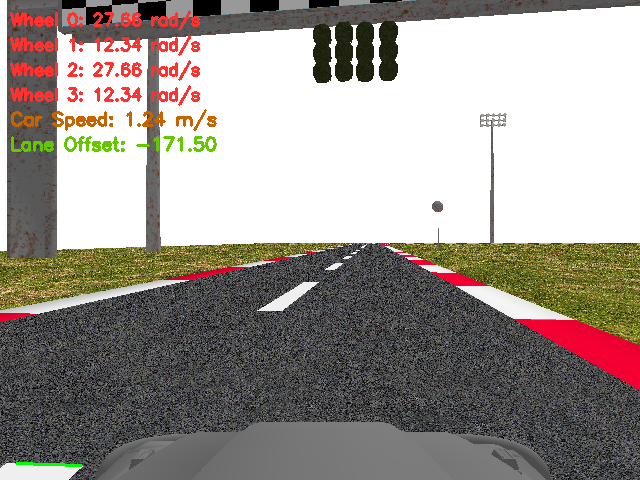 Wheel 0: 27.66 rad/s
Wheel 1: 12.34 rad/s
Wheel 2: 27.66 rad/s
Wheel 3: 12.34 rad/s
Car Speed: 1.24 m/s
Lane Offset: -171.50